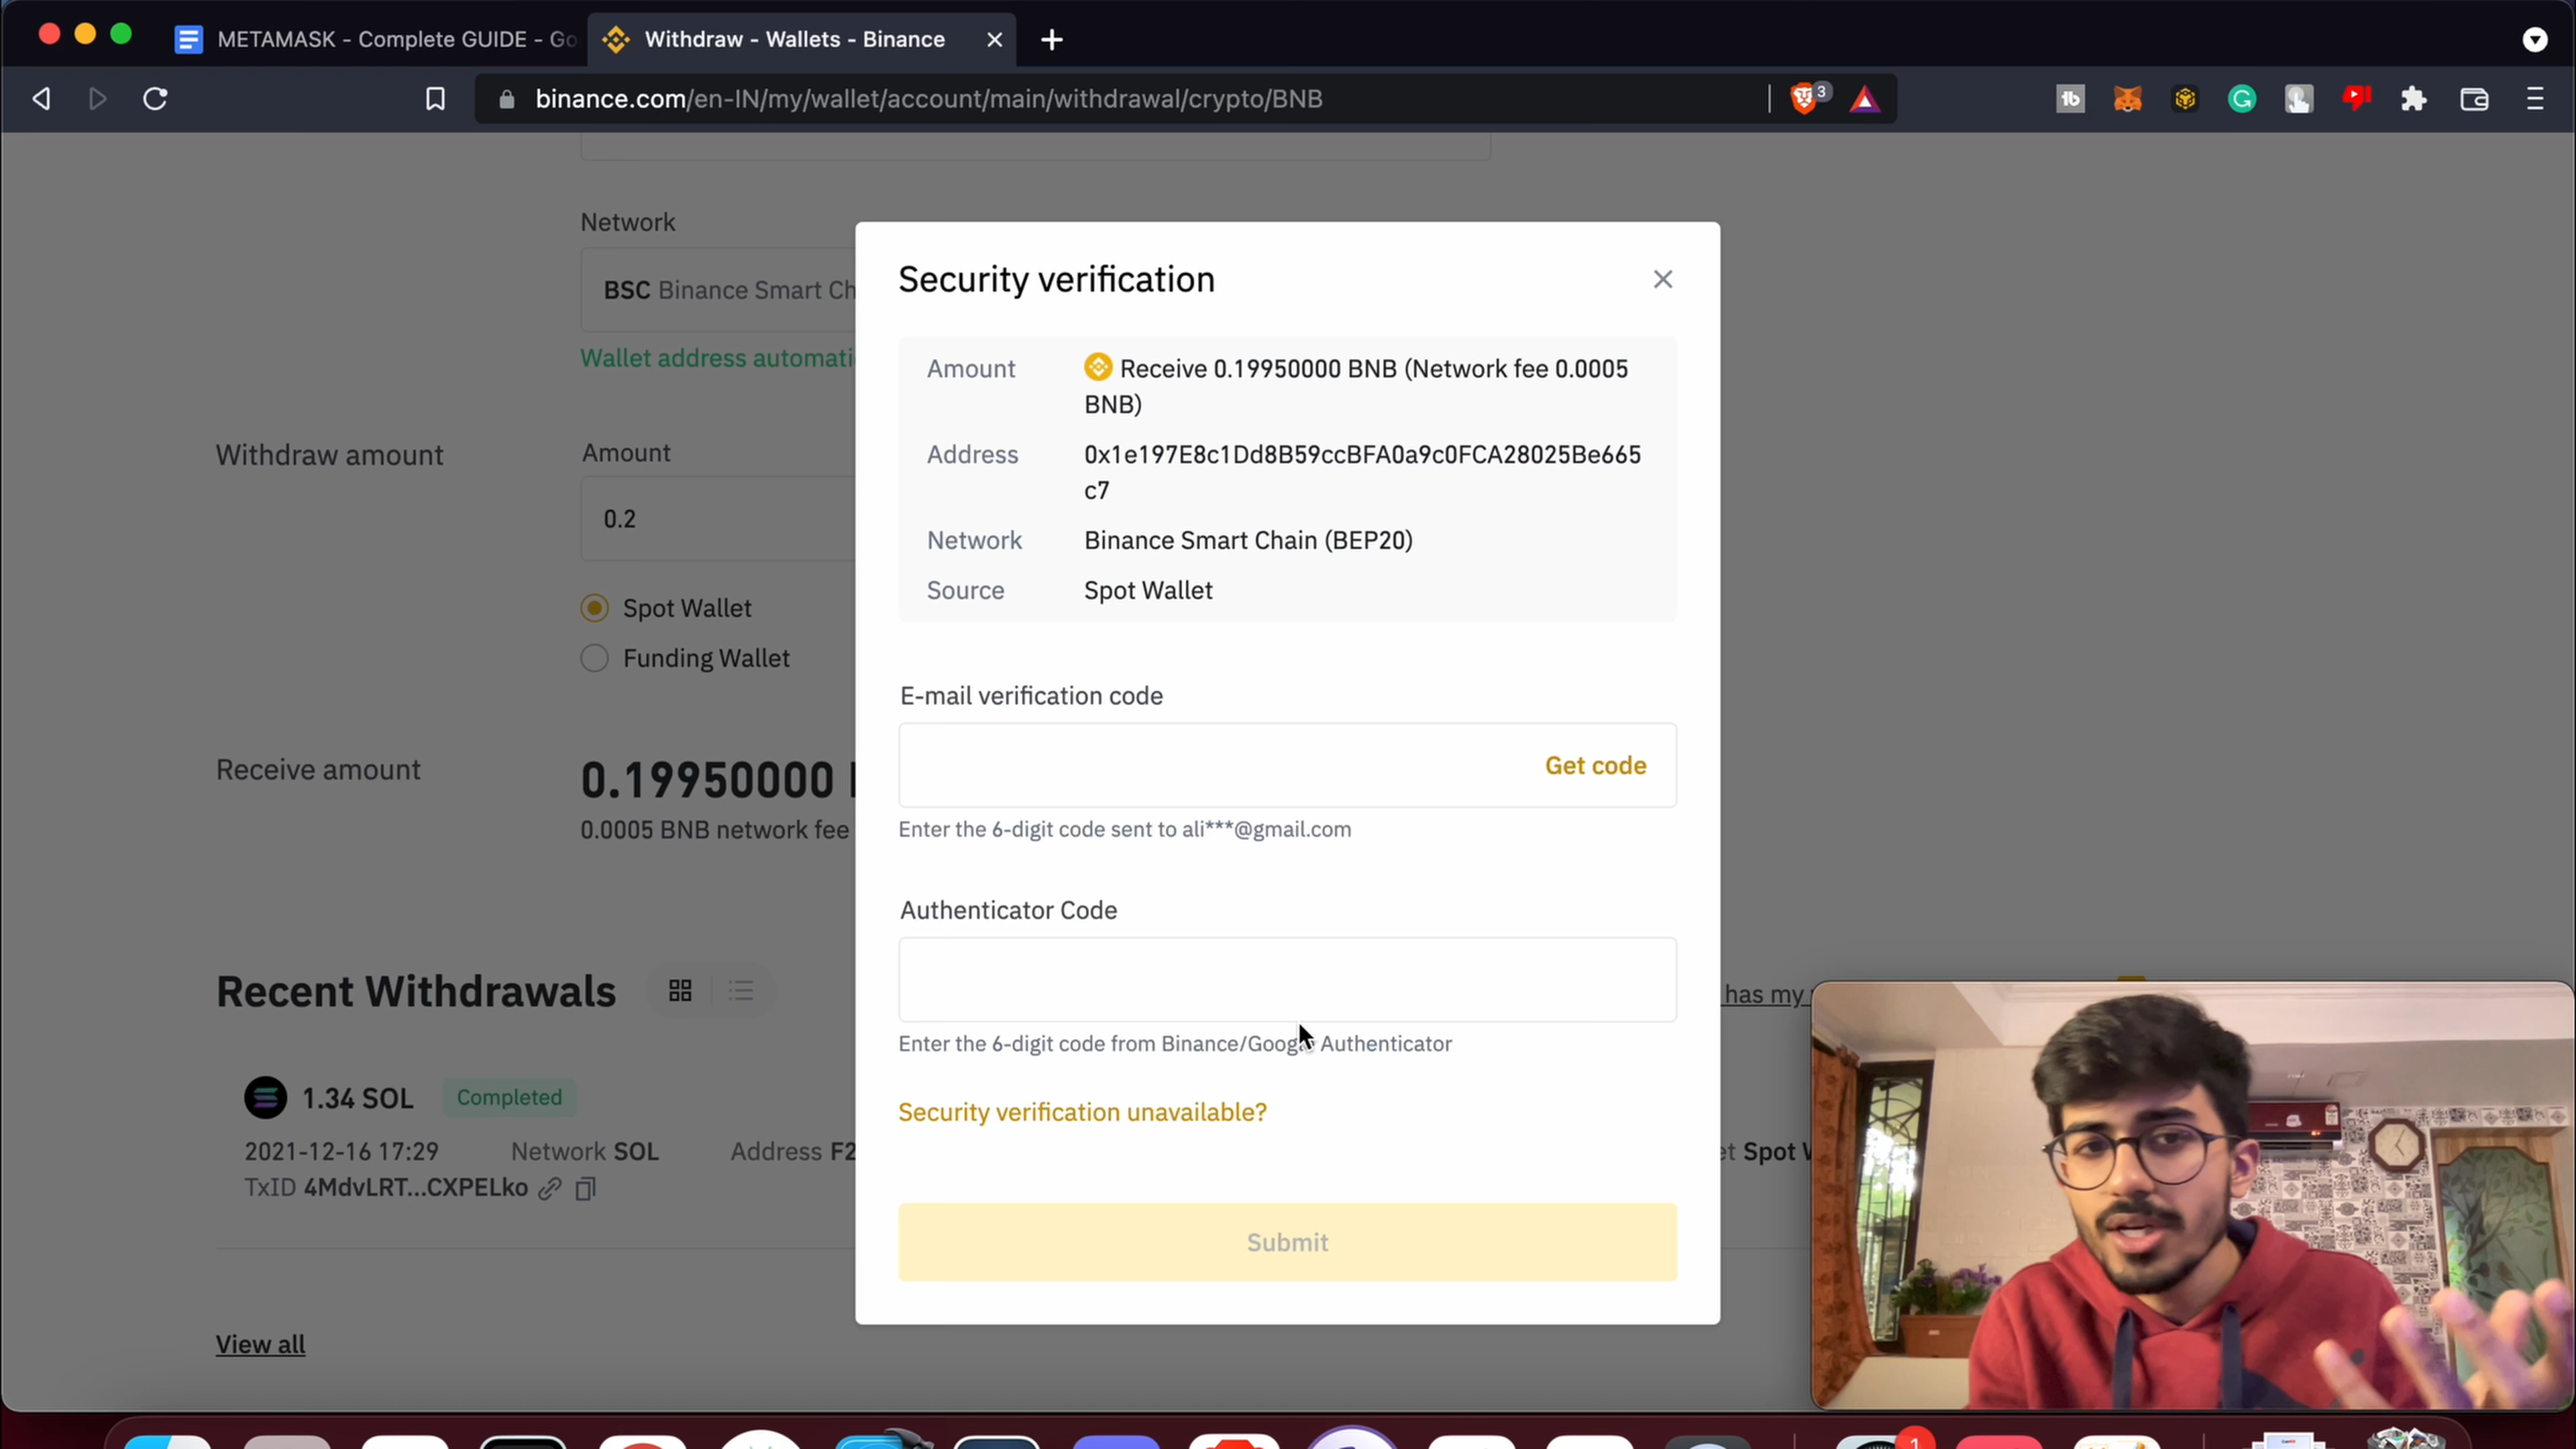 METAMASK - Complete GUIDE - Go
Withdraw - Wallets - Binance
binance.com/en-IN/my/wallet/account/main/withdrawal/crypto/BNB
3
Network
BSC Binance Smart Ch
Wallet address automati
Withdraw amount
Amount
0.2
Spot Wallet
Funding Wallet
Receive amount
0.19950000
0.0005 BNB network fee
Recent Withdrawals
has my
1.34 SOL
Completed
2021-12-16 17:29
Network SOL
Address F2
et Spot W
TxID 4MdvLRT...CXPELko
View all
Security verification
Amount
Receive 0.19950000 BNB (Network fee 0.0005
BNB)
Address
0x1e197E8c1Dd8B59ccBFA0a9c0FCA28025Be665
c7
Network
Binance Smart Chain (BEP20)
Source
Spot Wallet
E-mail verification code
Get code
Enter the 6-digit code sent to ali***@gmail.com
Authenticator Code
Enter the 6-digit code from Binance/Google Authenticator
Security verification unavailable?
Submit
1